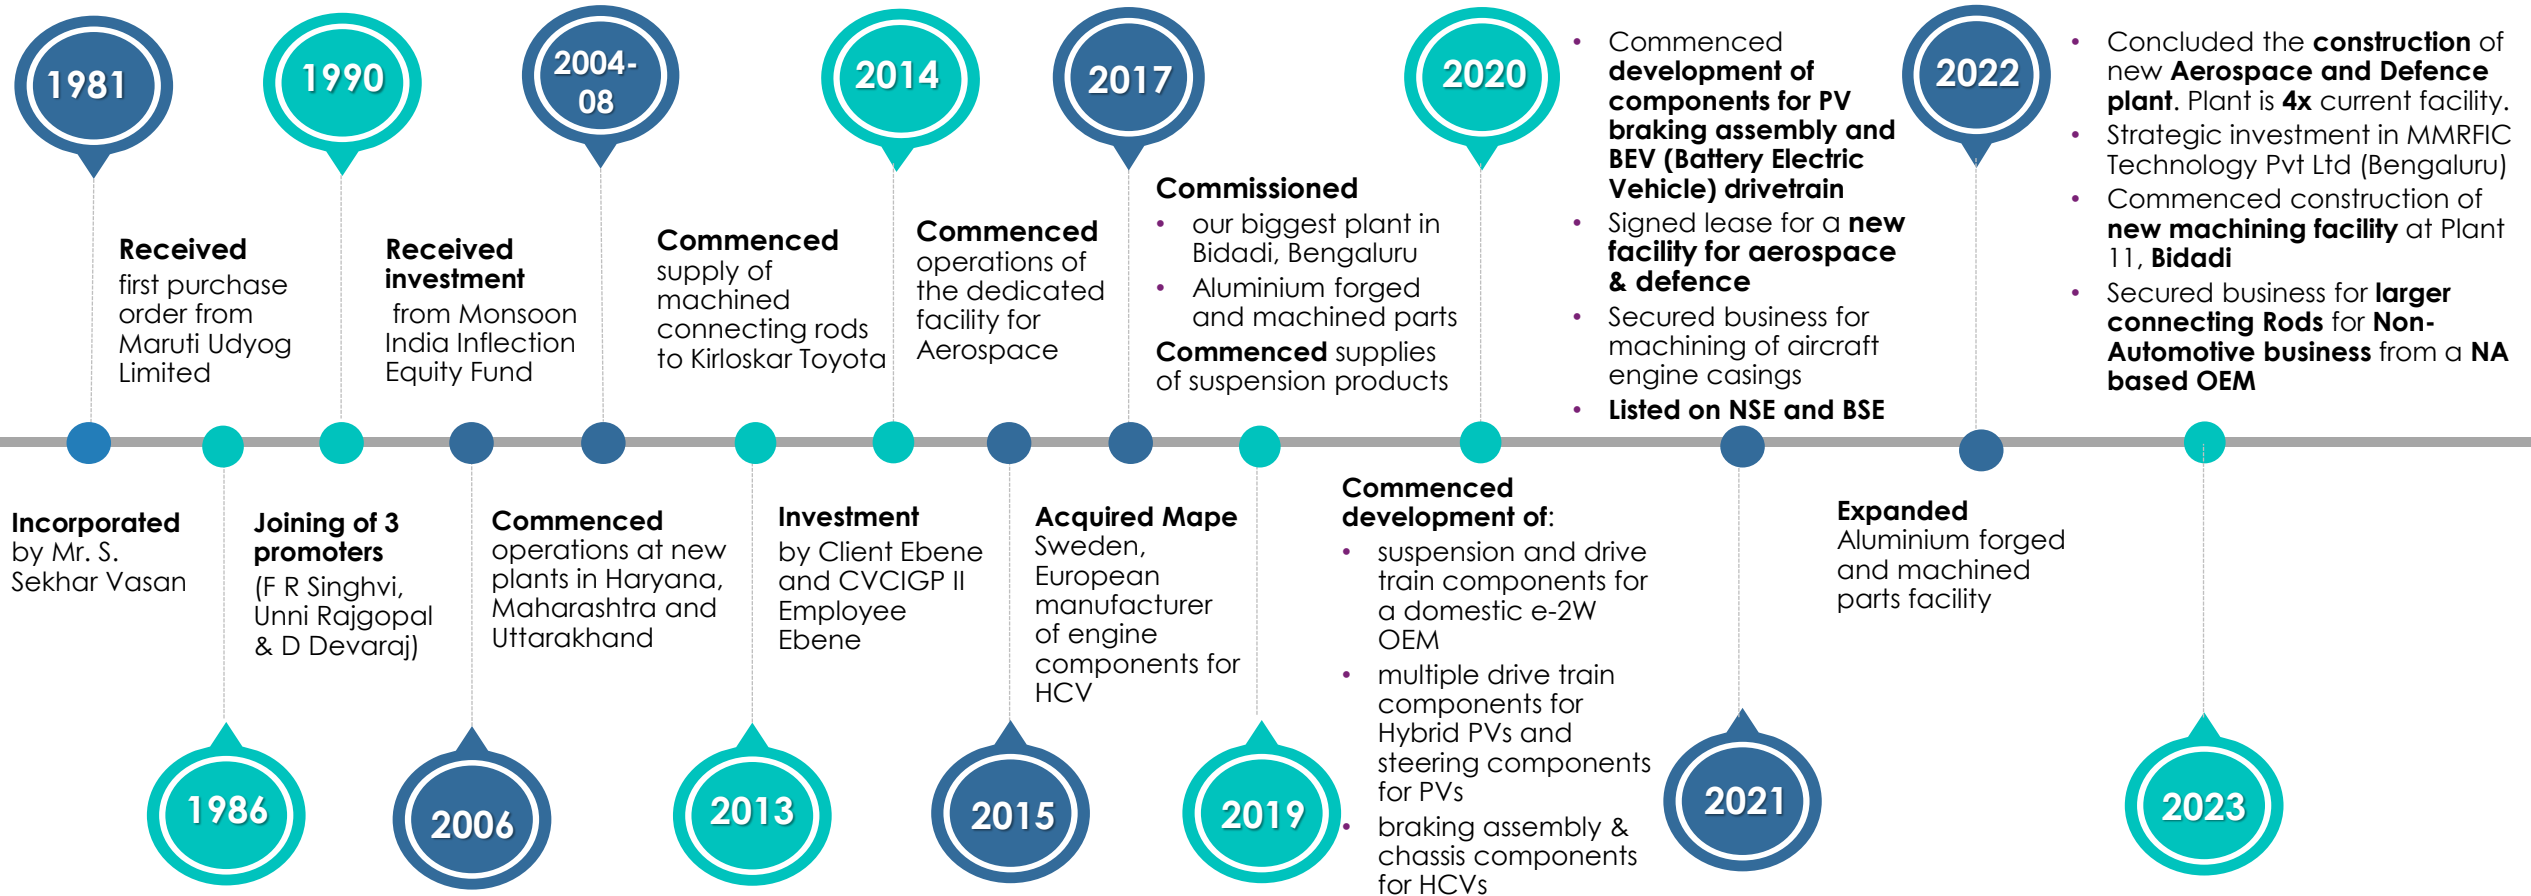 1981
1990
2004-
08
2014
2017
2020
2022
Received
first purchase
order from
Maruti Udyog
Limited
Received
investment
from Monsoon
India Inflection
Equity Fund
Commenced
supply of
machined
connecting rods
to Kirloskar Toyota
Commenced
operations of
the dedicated
facility for
Aerospace
Commissioned
• our biggest plant in
Bidadi, Bengaluru
• Aluminium forged
and machined parts
Commenced supplies
of suspension products
• Commenced
development of
components for PV
braking assembly and
BEV (Battery Electric
Vehicle) drivetrain
• Signed lease for a new
facility for aerospace
& defence
• Secured business for
machining of aircraft
engine casings
• Listed on NSE and BSE
• Concluded the construction of
new Aerospace and Defence
plant. Plant is 4x current facility.
• Strategic investment in MMRFIC
Technology Pvt Ltd (Bengaluru)
• Commenced construction of
new machining facility at Plant
11, Bidadi
• Secured business for larger
connecting Rods for Non-
Automotive business from a NA
based OEM
Incorporated
by Mr. S.
Sekhar Vasan
Joining of 3
promoters
(F R Singhvi,
Unni Rajgopal
& D Devaraj)
Commenced
operations at new
plants in Haryana,
Maharashtra and
Uttarakhand
Investment
by Client Ebene
and CVCIGP II
Employee
Ebene
Acquired Mape
Sweden,
European
manufacturer
of engine
components for
HCV
Commenced
development of:
• suspension and drive
train components for
a domestic e-2W
OEM
• multiple drive train
components for
Hybrid PVs and
steering components
for PVs
• braking assembly &
chassis components
for HCVs
Expanded
Aluminium forged
and machined
parts facility
1986
2006
2013
2015
2019
2021
2023